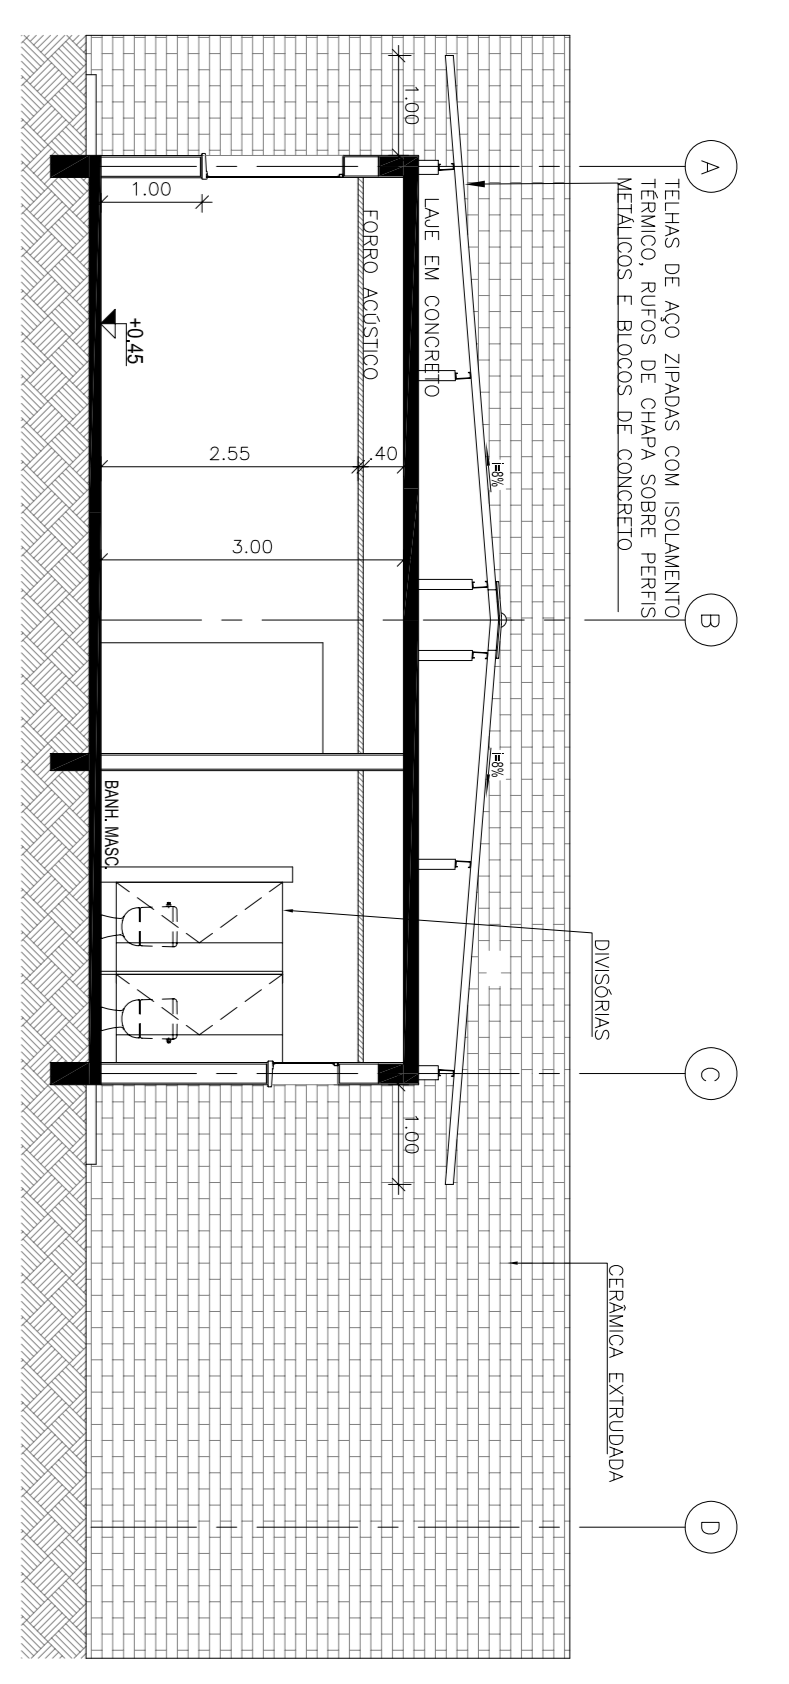 A
B
C
D
TELHAS DE AÇO ZIPADAS COM ISOLAMENTO
TÉRMICO, RUFOS DE CHAPA SOBRE PERFIS
METÁLICOS E BLOCOS DE CONCRETO
DIVISÓRIAS
CERÂMICA EXTRUDADA
i=8%
i=8%
LAJE EM CONCRETO
1.00
1.00
FORRO ACÚSTICO
.40
2.55
3.00
1.00
+0.45
BANH. MASC.